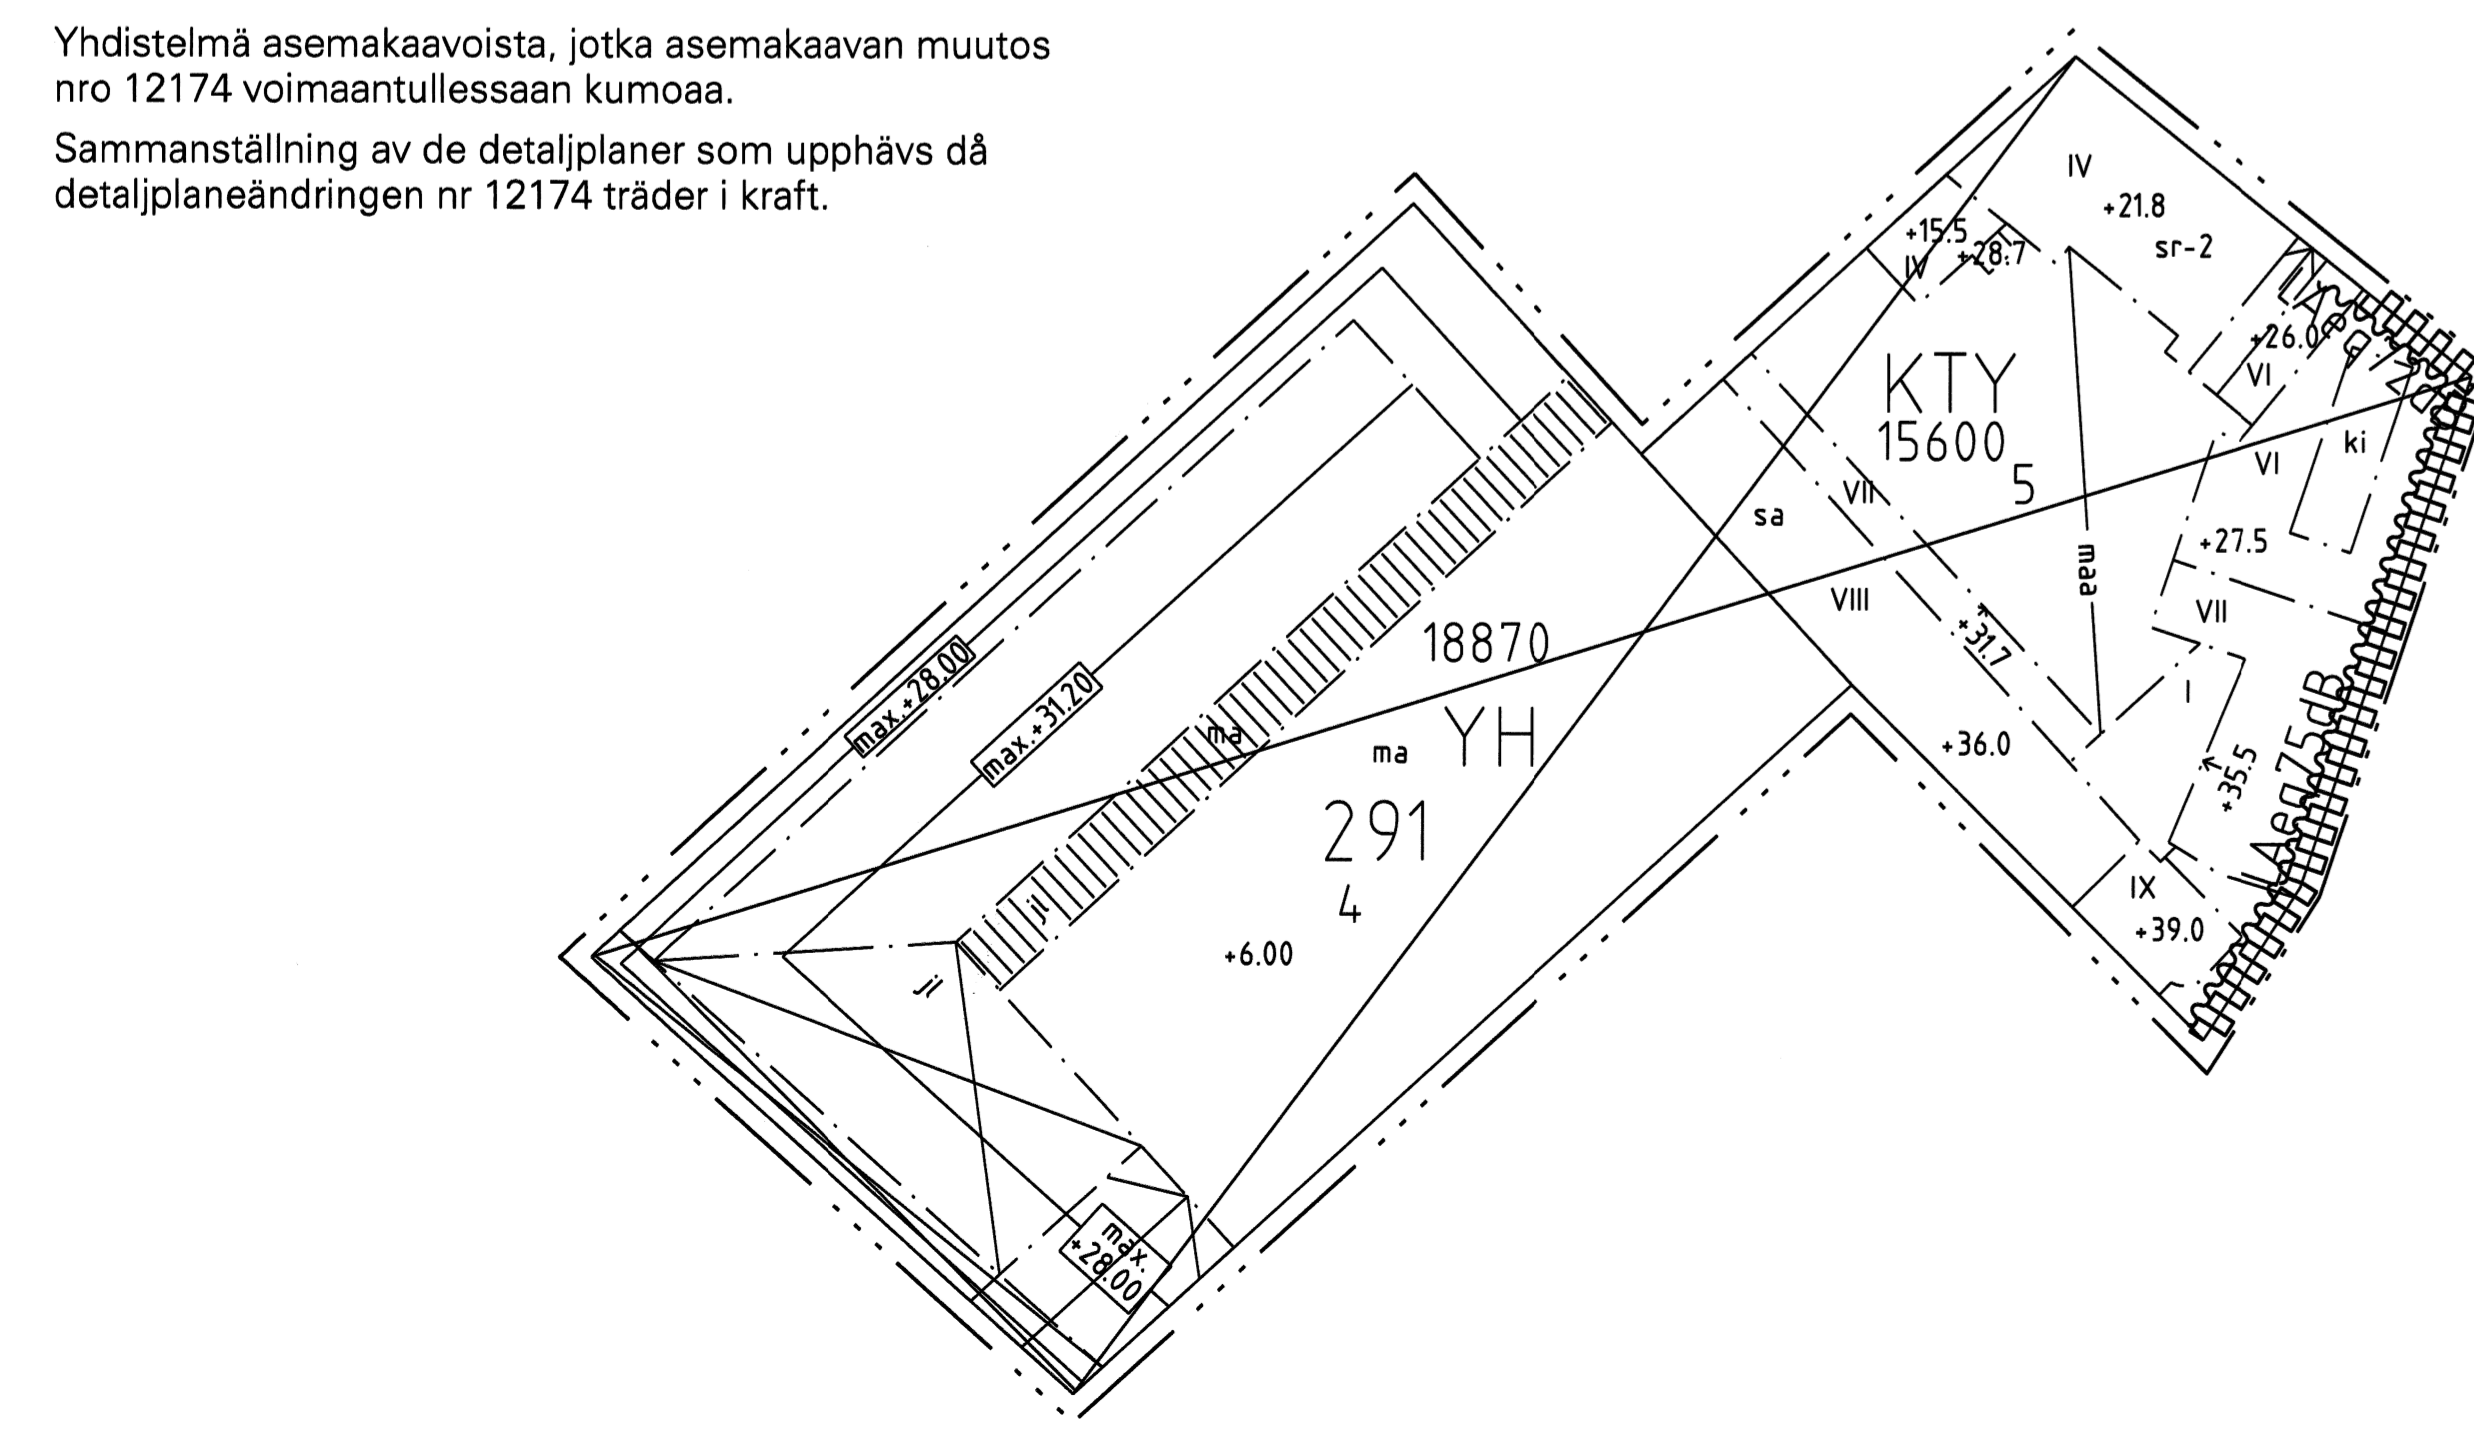 Yhdistelmä asemakaavoista, jotka asemakaavan muutos
nro 12174 voimaantullessaan kumoaa.
Sammanställning av de detaljplaner som upphävs då
detaljplaneändringen nr 12174 träder i kraft.
IV
+21.8
sr-2
+15.5
IV
+28.7
+26.0
VI
KTY
15600
5
VI
ki
VII
sa
+27.5
maa
VIII
VII
+31.7
18870
max.+28.00
max.+31.20
ma
ma
YH
I
+36.0
+35.5
291
4
IX
+39.0
+6.00
jl
jl
max.
+28.00